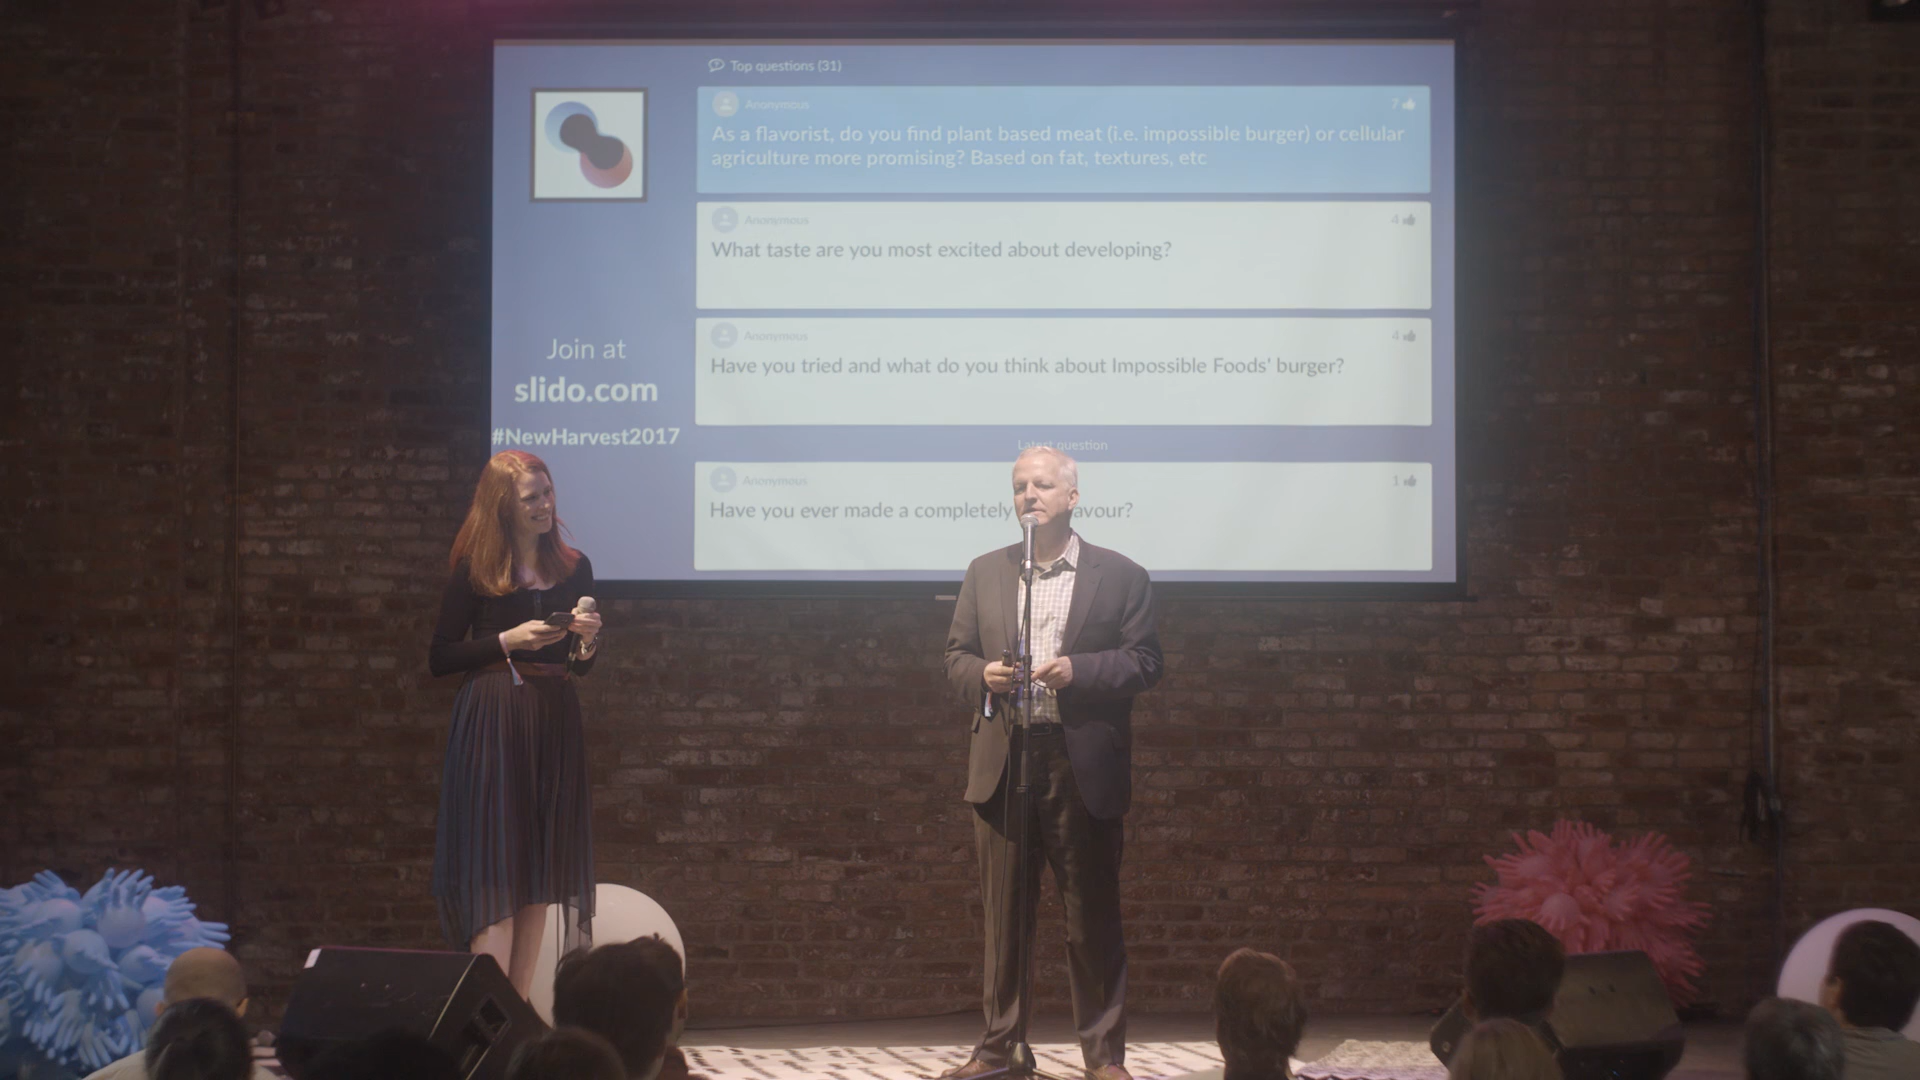 Top questions (31)
Anonymous
7
As a flavorist, do you find plant based meat (i.e. impossible burger) or cellular
agriculture more promising? Based on fat, textures, etc
Anonymous
4
What taste are you most excited about developing?
Anonymous
4
Have you tried and what do you think about Impossible Foods' burger?
Join at
slido.com
#NewHarvest2017
Latest question
Anonymous
1
Have you ever made a completely